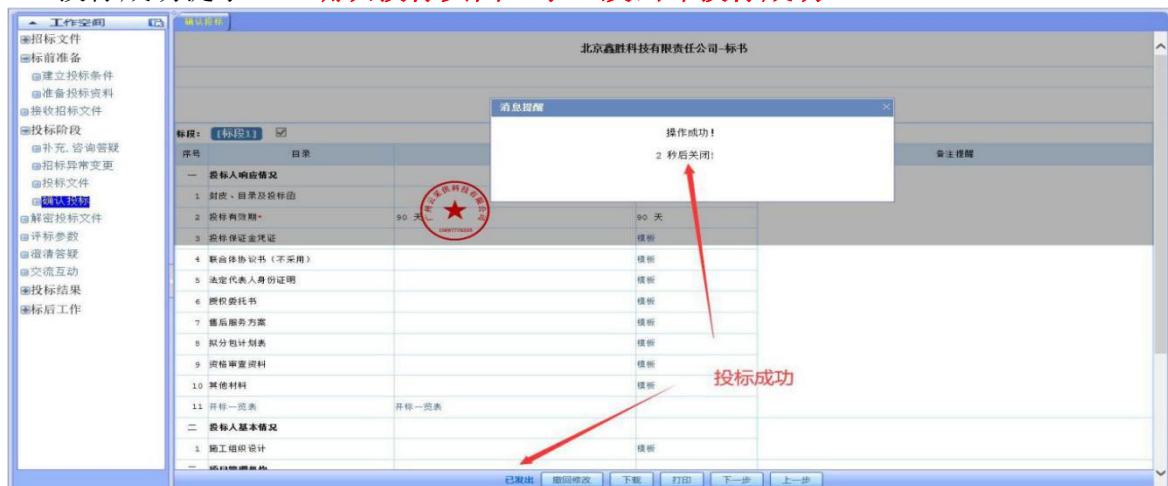 工作空间
招标文件
标前准备
建立投标条件
准备投标资料
接收招标文件
投标阶段
补充,咨询答疑
招标异常变更
投标文件
确认投标
解密投标文件
评标参数
澄清答疑
交流互动
投标结果
标后工作
确认投标
北京鑫胜科技有限责任公司-标书
消息提醒
操作成功!
2 秒后关闭!
标段: [标段1]
序号 目录 备注提醒
一 投标人响应情况
1 封皮、目录及投标函
2 投标有效期* 90 天 90 天
3 投标保证金凭证 模板
4 联合体协议书(不采用) 模板
5 法定代表人身份证明 模板
6 授权委托书 模板
7 售后服务方案 模板
8 拟分包计划表 模板
9 资格审查资料 模板
10 其他材料 模板
11 开标一览表 开标一览表
二 投标人基本情况
1 施工组织设计 模板
投标成功
已发出 撤回修改 下载 打印 下一步 上一步